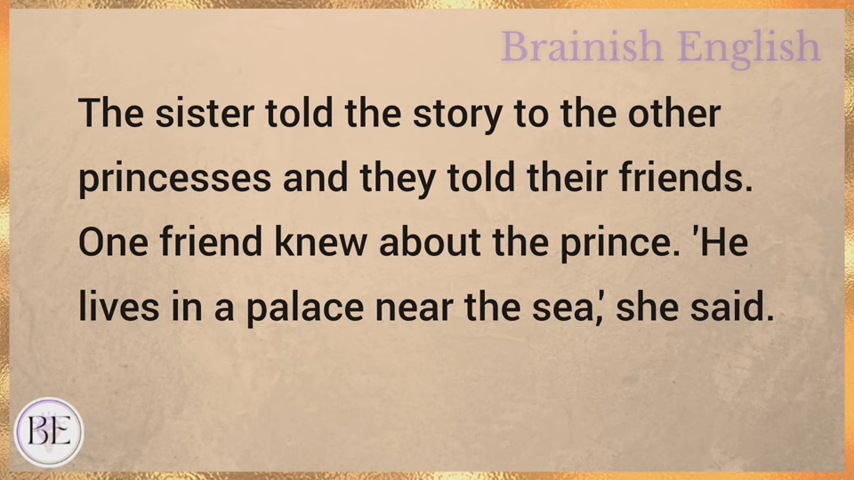 Brainish English
The sister told the story to the other
princesses and they told their friends.
One friend knew about the prince. 'He
lives in a palace near the sea,' she said.
BE